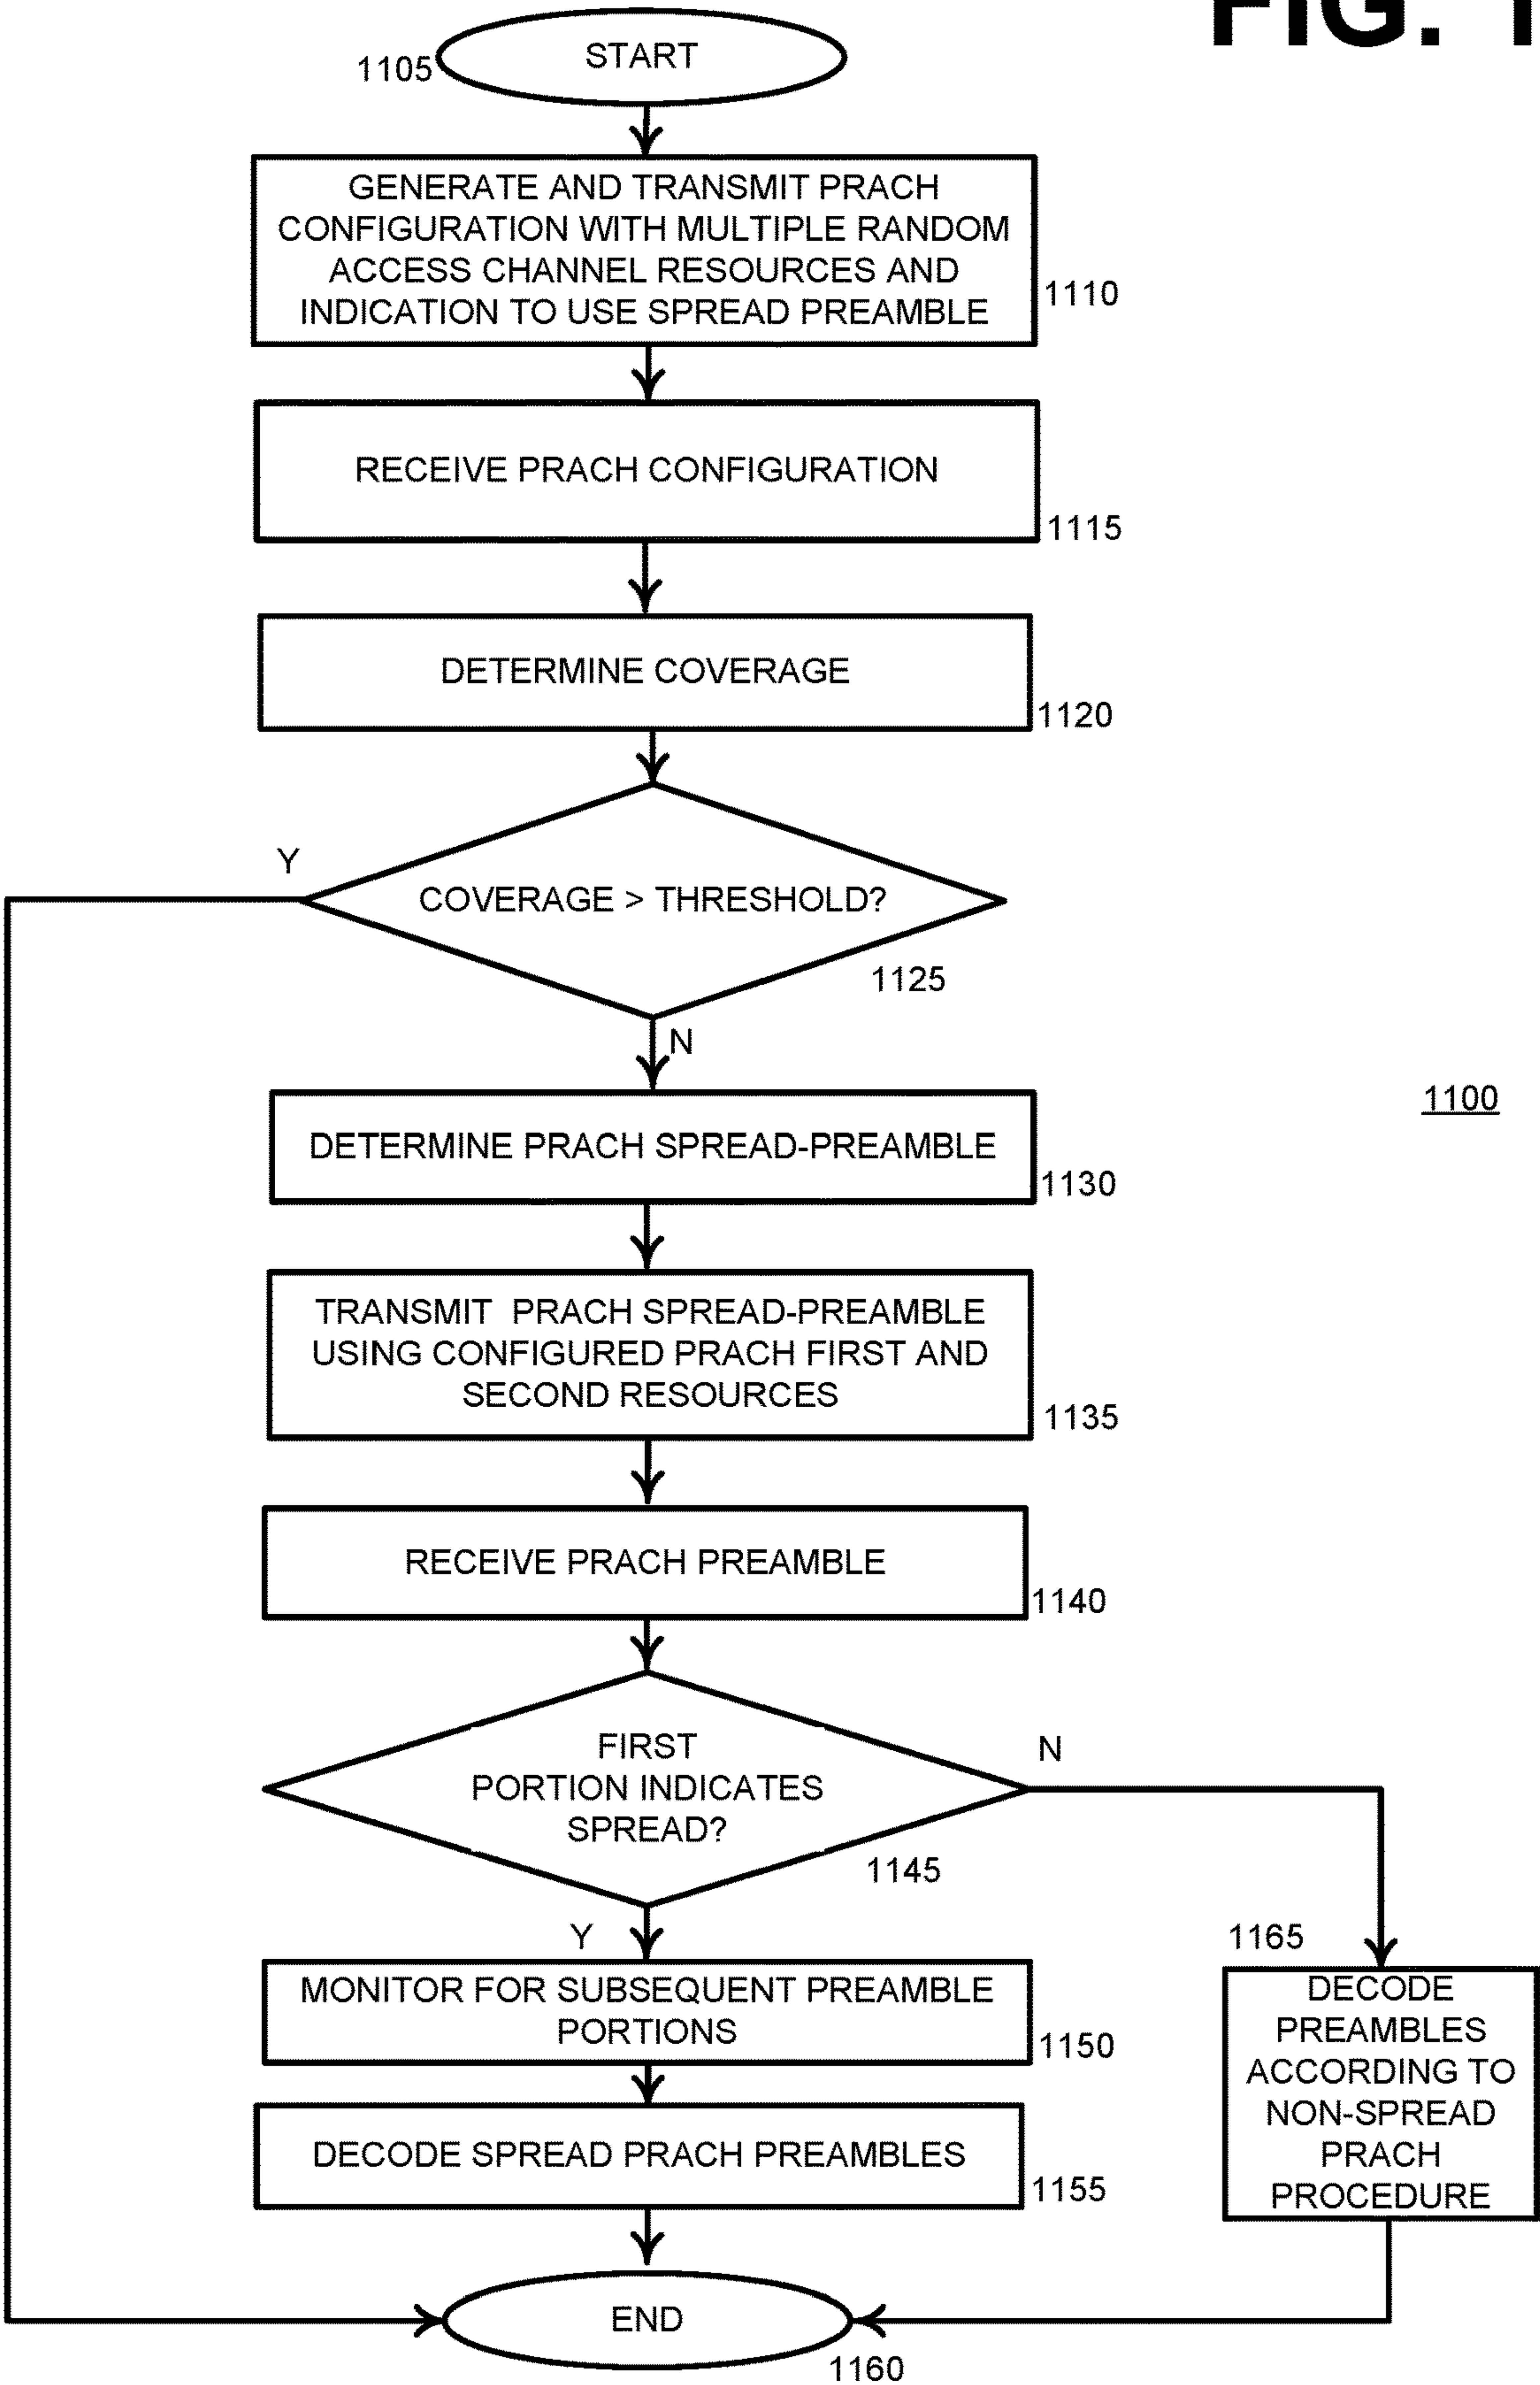 FIG. 1
START
1105
GENERATE AND TRANSMIT PRACH
CONFIGURATION WITH MULTIPLE RANDOM
ACCESS CHANNEL RESOURCES AND
INDICATION TO USE SPREAD PREAMBLE
1110
RECEIVE PRACH CONFIGURATION
1115
DETERMINE COVERAGE
1120
Y
COVERAGE > THRESHOLD?
1125
N
1100
DETERMINE PRACH SPREAD-PREAMBLE
1130
TRANSMIT PRACH SPREAD-PREAMBLE
USING CONFIGURED PRACH FIRST AND
SECOND RESOURCES
1135
RECEIVE PRACH PREAMBLE
1140
FIRST
PORTION INDICATES
SPREAD?
N
1145
Y
MONITOR FOR SUBSEQUENT PREAMBLE
PORTIONS
1150
1165
DECODE
PREAMBLES
ACCORDING TO
NON-SPREAD
PRACH
PROCEDURE
DECODE SPREAD PRACH PREAMBLES
1155
END
1160